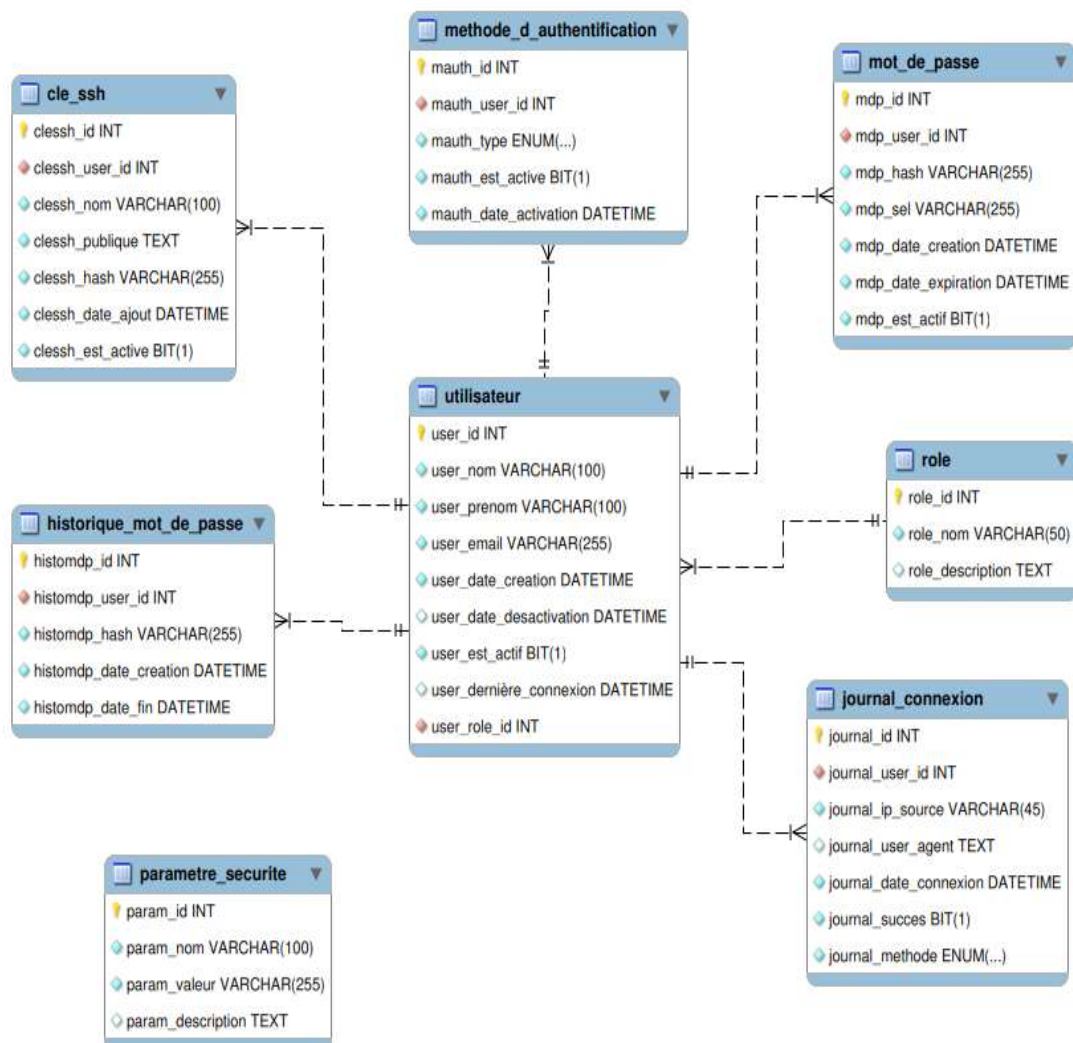 methode_d_authentification
mauth_id INT
mauth_user_id INT
mauth_type ENUM(...)
mauth_est_active BIT(1)
mauth_date_activation DATETIME
cle_ssh
clessh_id INT
clessh_user_id INT
clessh_nom VARCHAR(100)
clessh_publique TEXT
clessh_hash VARCHAR(255)
clessh_date_ajout DATETIME
clessh_est_active BIT(1)
mot_de_passe
mdp_id INT
mdp_user_id INT
mdp_hash VARCHAR(255)
mdp_sel VARCHAR(255)
mdp_date_creation DATETIME
mdp_date_expiration DATETIME
mdp_est_actif BIT(1)
utilisateur
user_id INT
user_nom VARCHAR(100)
user_prenom VARCHAR(100)
user_email VARCHAR(255)
user_date_creation DATETIME
user_date_desactivation DATETIME
user_est_actif BIT(1)
user_dernière_connexion DATETIME
user_role_id INT
role
role_id INT
role_nom VARCHAR(50)
role_description TEXT
historique_mot_de_passe
histomdp_id INT
histomdp_user_id INT
histomdp_hash VARCHAR(255)
histomdp_date_creation DATETIME
histomdp_date_fin DATETIME
journal_connexion
journal_id INT
journal_user_id INT
journal_ip_source VARCHAR(45)
journal_user_agent TEXT
journal_date_connexion DATETIME
journal_succes BIT(1)
journal_methode ENUM(...)
parametre_securite
param_id INT
param_nom VARCHAR(100)
param_valeur VARCHAR(255)
param_description TEXT